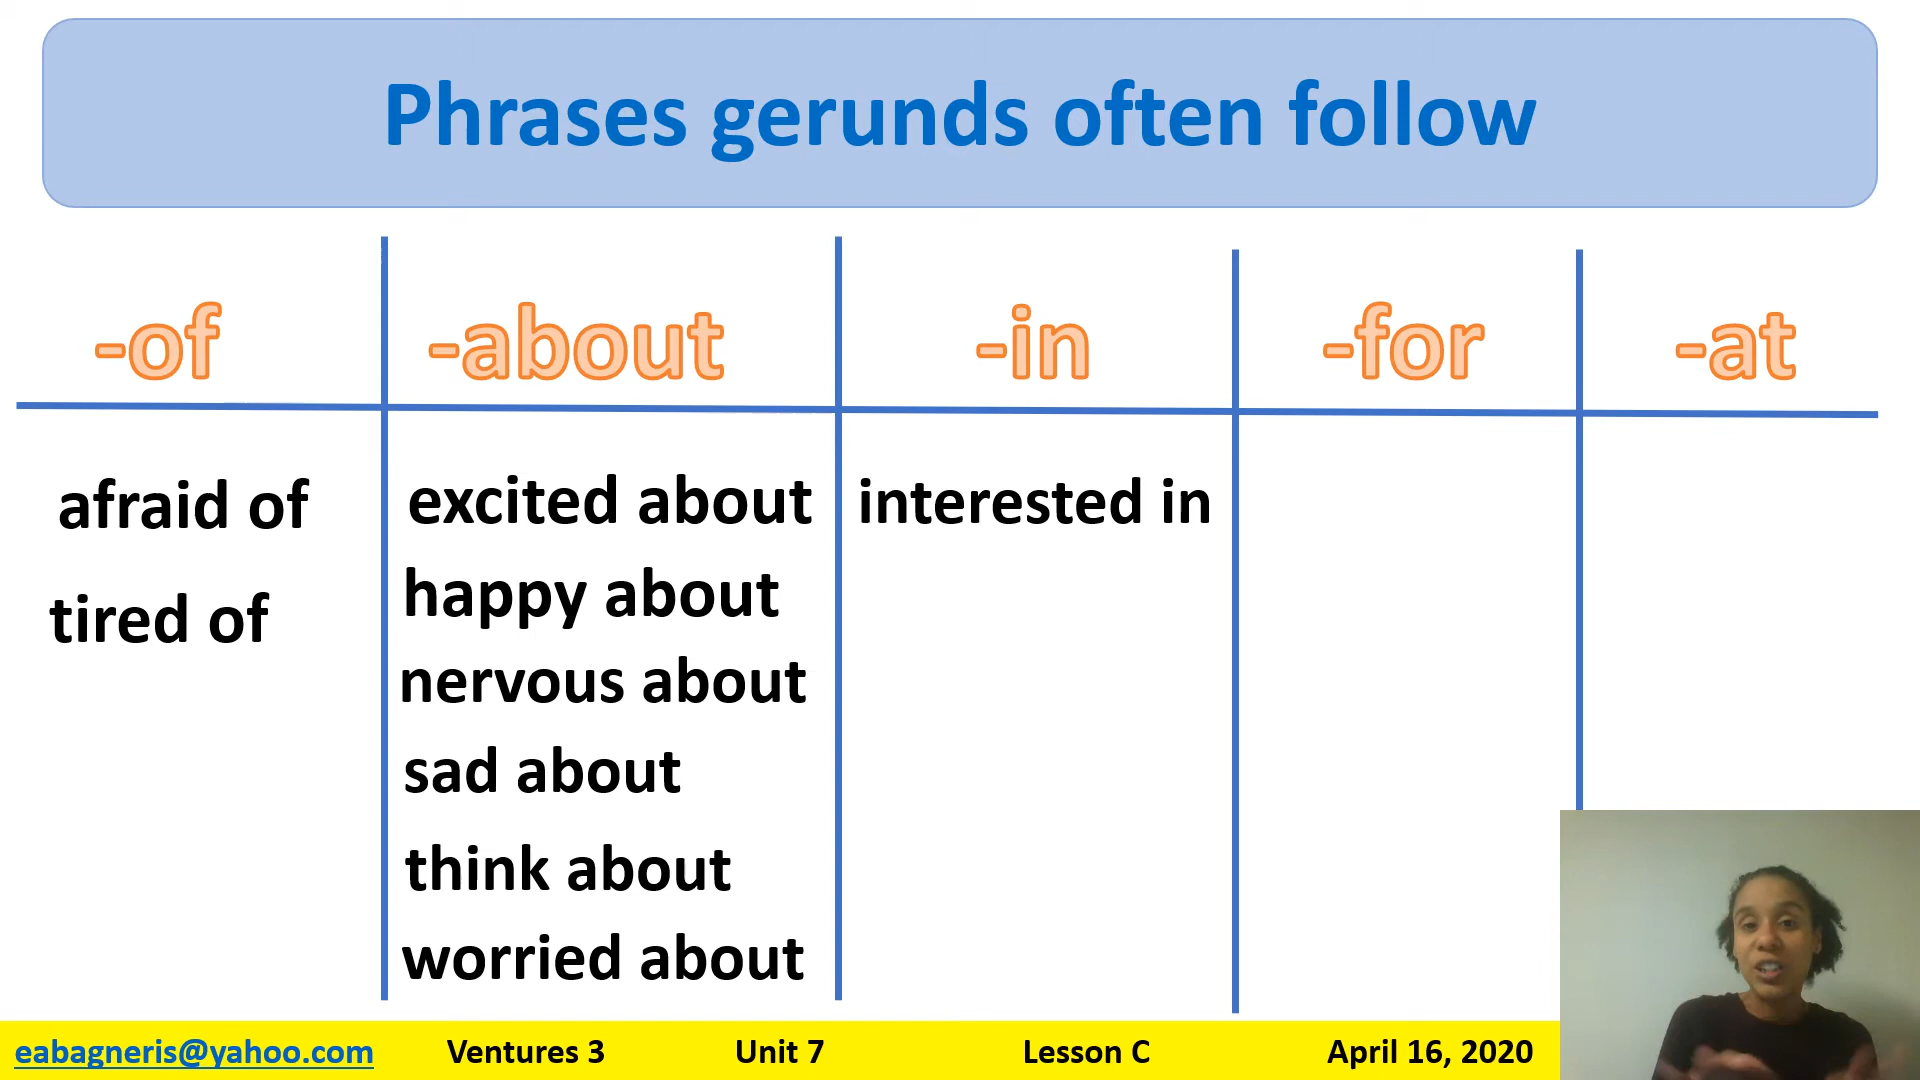 Phrases gerunds often follow
-of -about -in -for -at
afraid of excited about interested in
tired of happy about
nervous about
sad about
think about
worried about
eabagneris@yahoo.com Ventures 3 Unit 7 Lesson C April 16, 2020